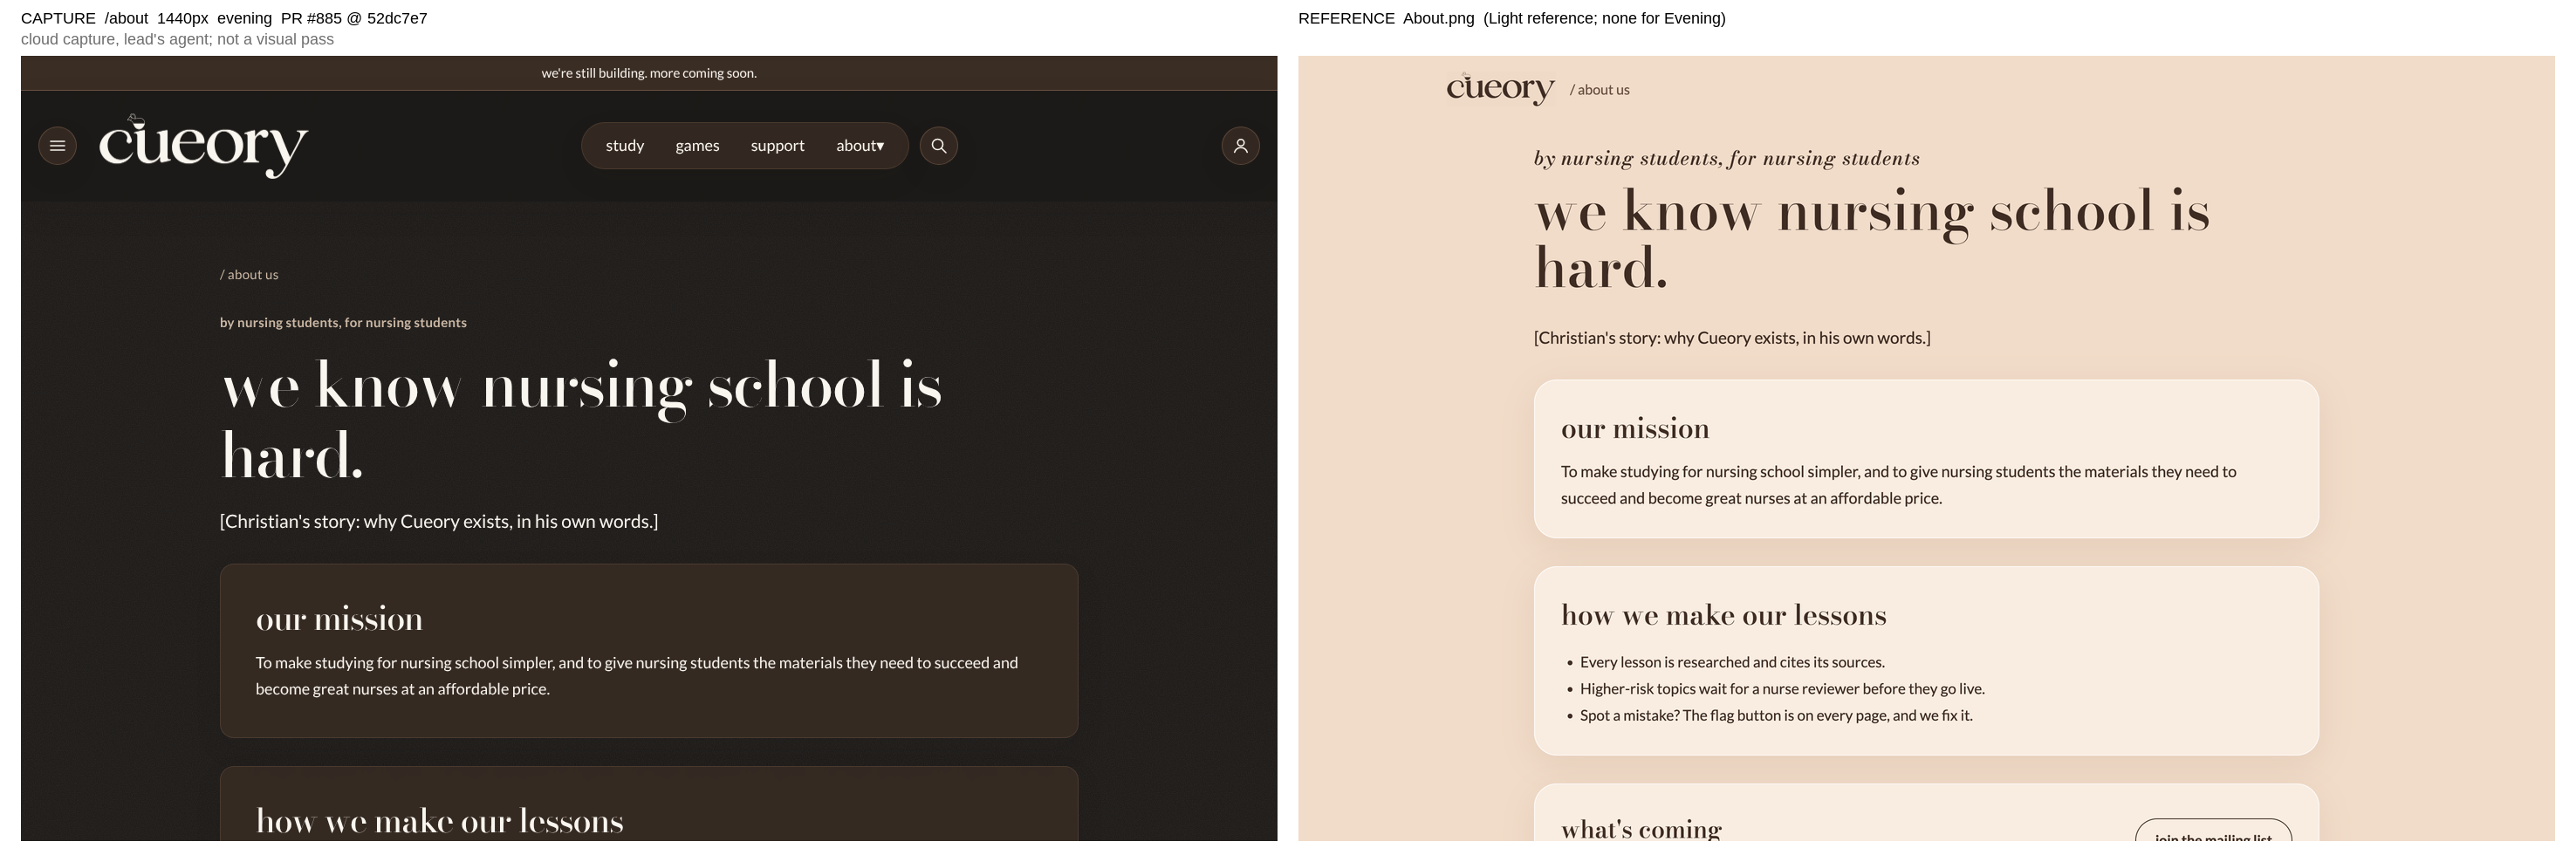 CAPTURE /about 1440px evening PR #885 @ 52dc7e7
cloud capture, lead's agent; not a visual pass
we're still building. more coming soon.
cueory
study games support about▾
/ about us
by nursing students, for nursing students
we know nursing school is
hard.
[Christian's story: why Cueory exists, in his own words.]
our mission
To make studying for nursing school simpler, and to give nursing students the materials they need to succeed and
become great nurses at an affordable price.
how we make our lessons
REFERENCE About.png (Light reference; none for Evening)
cueory / about us
by nursing students, for nursing students
we know nursing school is
hard.
[Christian's story: why Cueory exists, in his own words.]
our mission
To make studying for nursing school simpler, and to give nursing students the materials they need to
succeed and become great nurses at an affordable price.
how we make our lessons
• Every lesson is researched and cites its sources.
• Higher-risk topics wait for a nurse reviewer before they go live.
• Spot a mistake? The flag button is on every page, and we fix it.
what's coming
join the mailing list